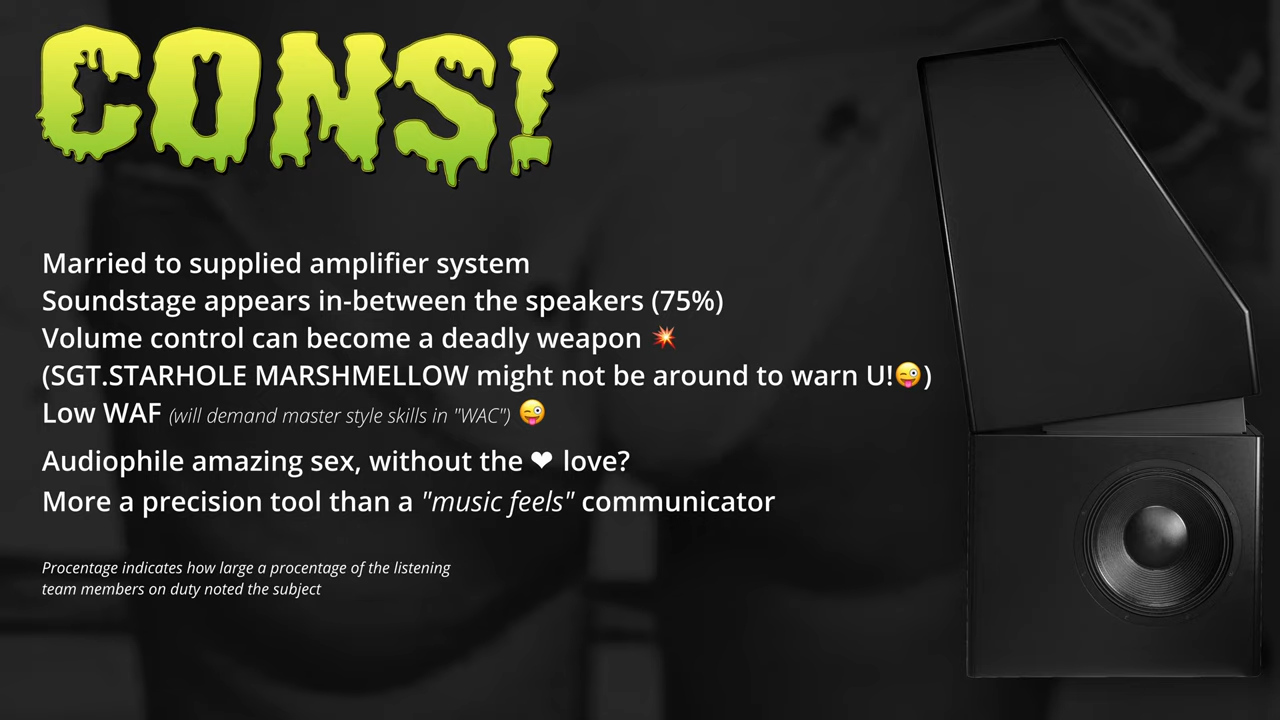 CONS!
Married to supplied amplifier system
Soundstage appears in-between the speakers (75%)
Volume control can become a deadly weapon 💥
(SGT.STARHOLE MARSHMELLOW might not be around to warn U!😜)
Low WAF (will demand master style skills in "WAC") 😜
Audiophile amazing sex, without the ❤ love?
More a precision tool than a "music feels" communicator
Procentage indicates how large a procentage of the listening
team members on duty noted the subject